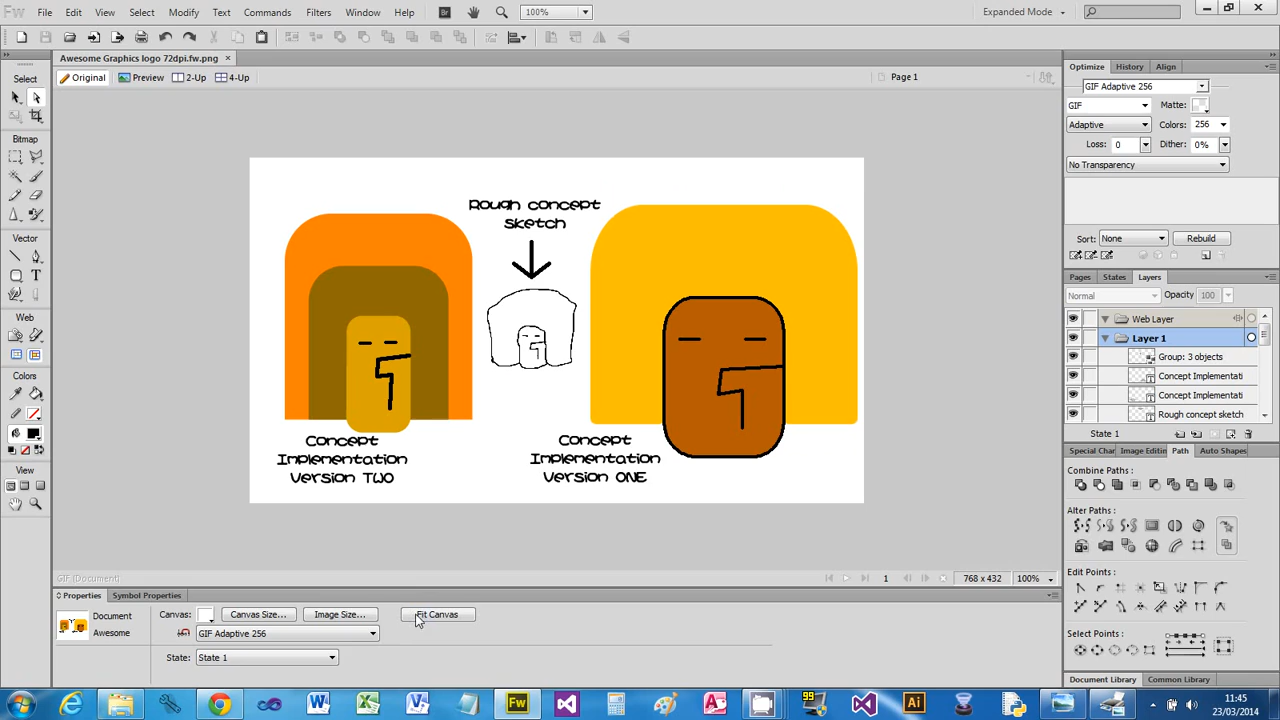 Fw File Edit View Select Modify Text Commands Filters Window Help Br 100% Expanded Mode
Awesome Graphics logo 72dpi.fw.png ×
Original Preview 2-Up 4-Up Page 1
Select
Bitmap
Vector
Web
Colors
View
Rough concept
sketch
Concept
Implementation
Version TWO
Concept
Implementation
Version ONE
GIF (Document) 1 768 x 432 100%
Properties Symbol Properties
Document
Awesome
Canvas: Canvas Size... Image Size... Fit Canvas
GIF Adaptive 256
State: State 1
Optimize History Align
GIF Adaptive 256
GIF Matte:
Adaptive Colors: 256
Loss: 0 Dither: 0%
No Transparency
Sort: None Rebuild
Pages States Layers
Normal Opacity 100
Web Layer
Layer 1
Group: 3 objects
Concept Implementati
Concept Implementati
Rough concept sketch
State 1
Special Char Image Editin Path Auto Shapes
Combine Paths :
Alter Paths :
Edit Points :
Select Points :
Document Library Common Library
11:45
23/03/2014